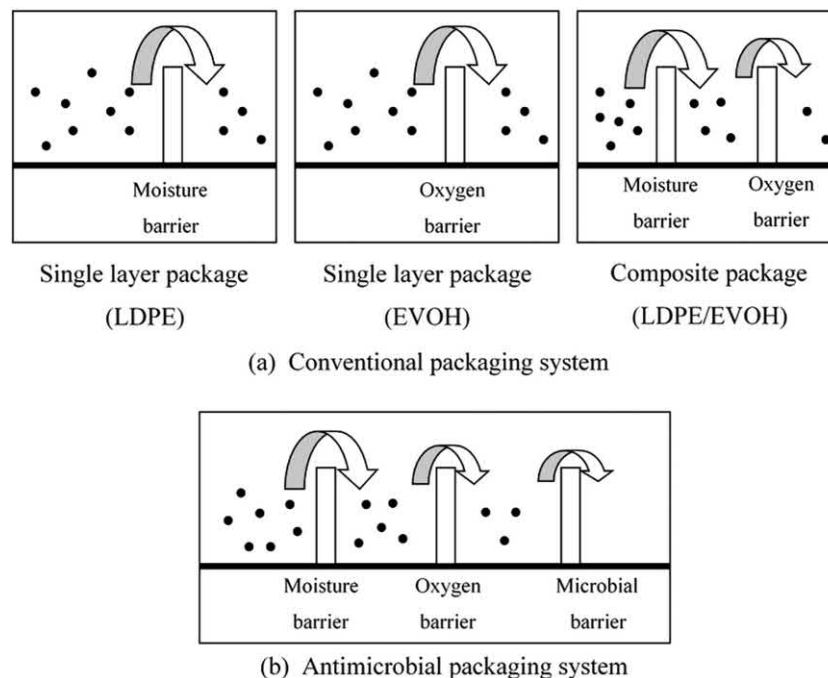 Moisture
barrier
Oxygen
barrier
Moisture Oxygen
barrier barrier
Single layer package
(LDPE)
Single layer package
(EVOH)
Composite package
(LDPE/EVOH)
(a) Conventional packaging system
Moisture Oxygen Microbial
barrier barrier barrier
(b) Antimicrobial packaging system